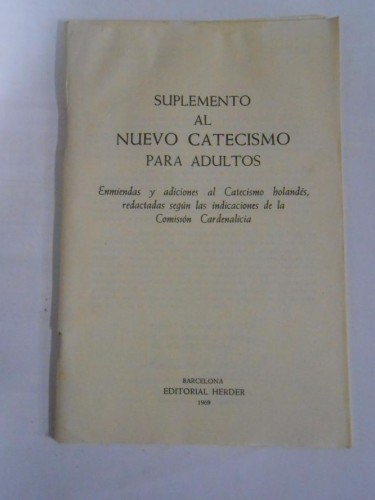 SUPLEMENTO
AL
NUEVO CATECISMO
PARA ADULTOS
Enmiendas y adiciones al Catecismo holandés,
redactadas según las indicaciones de la
Comisión Cardenalicia
BARCELONA
EDITORIAL HERDER
1969